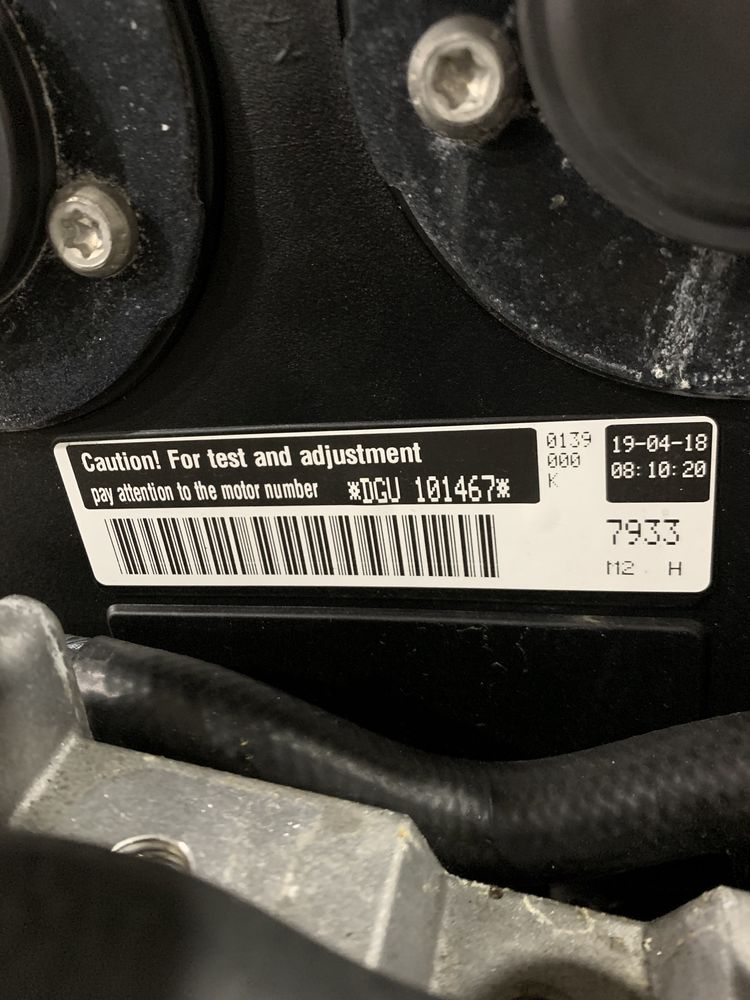 Caution! For test and adjustment
pay attention to the motor number *DGU 101467*
0139
000
K
19-04-18
08:10:20
7933
M2 H